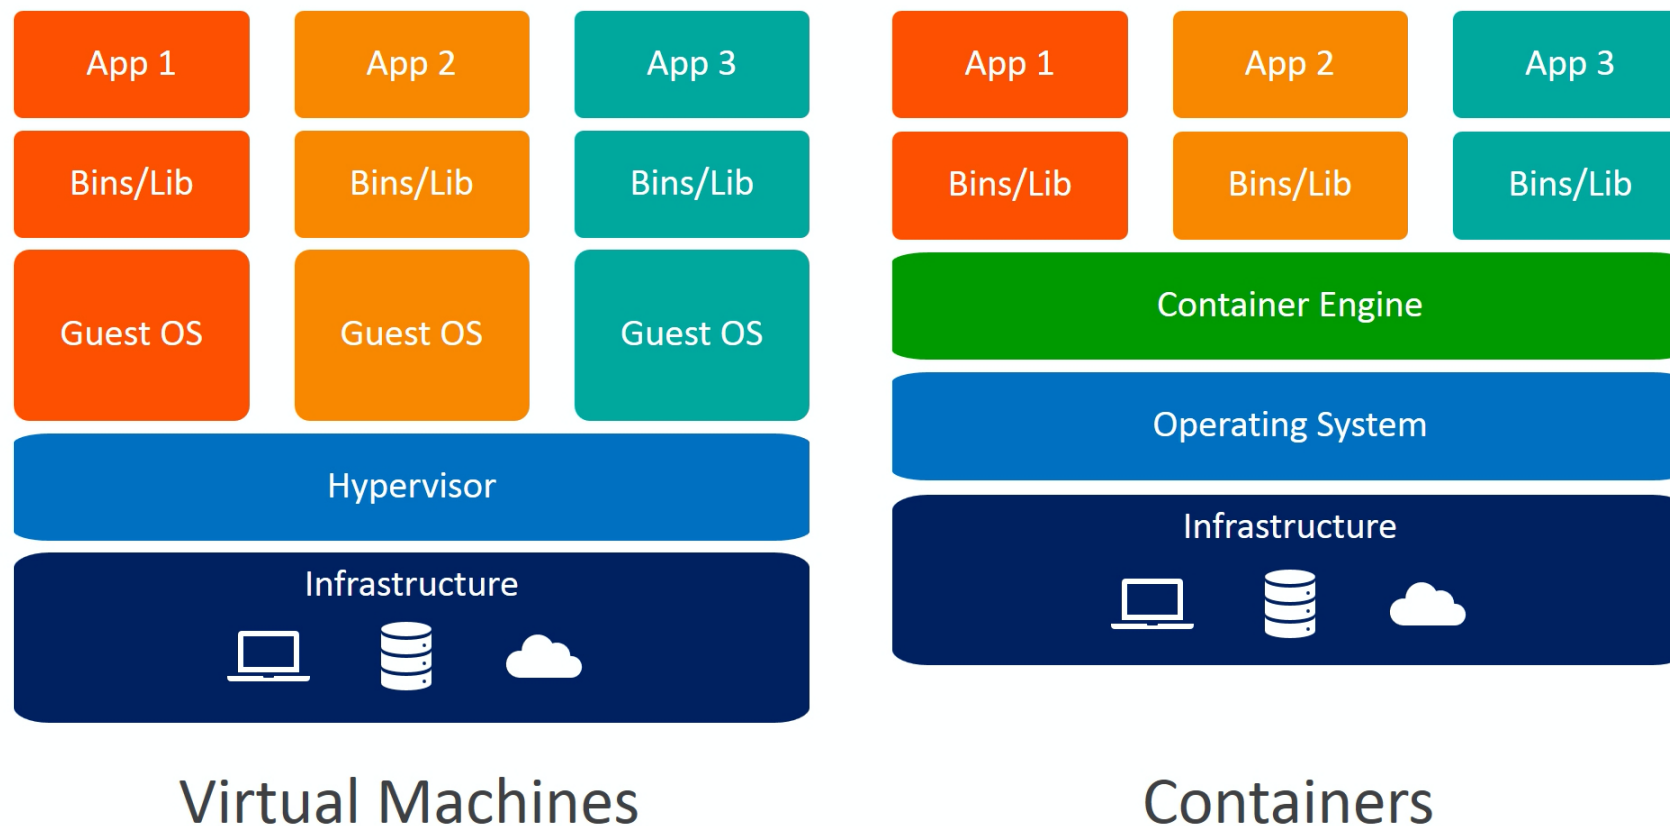 App 1
App 2
App 3
Bins/Lib
Bins/Lib
Bins/Lib
Guest OS
Guest OS
Guest OS
Hypervisor
Infrastructure
Virtual Machines
App 1
App 2
App 3
Bins/Lib
Bins/Lib
Bins/Lib
Container Engine
Operating System
Infrastructure
Containers